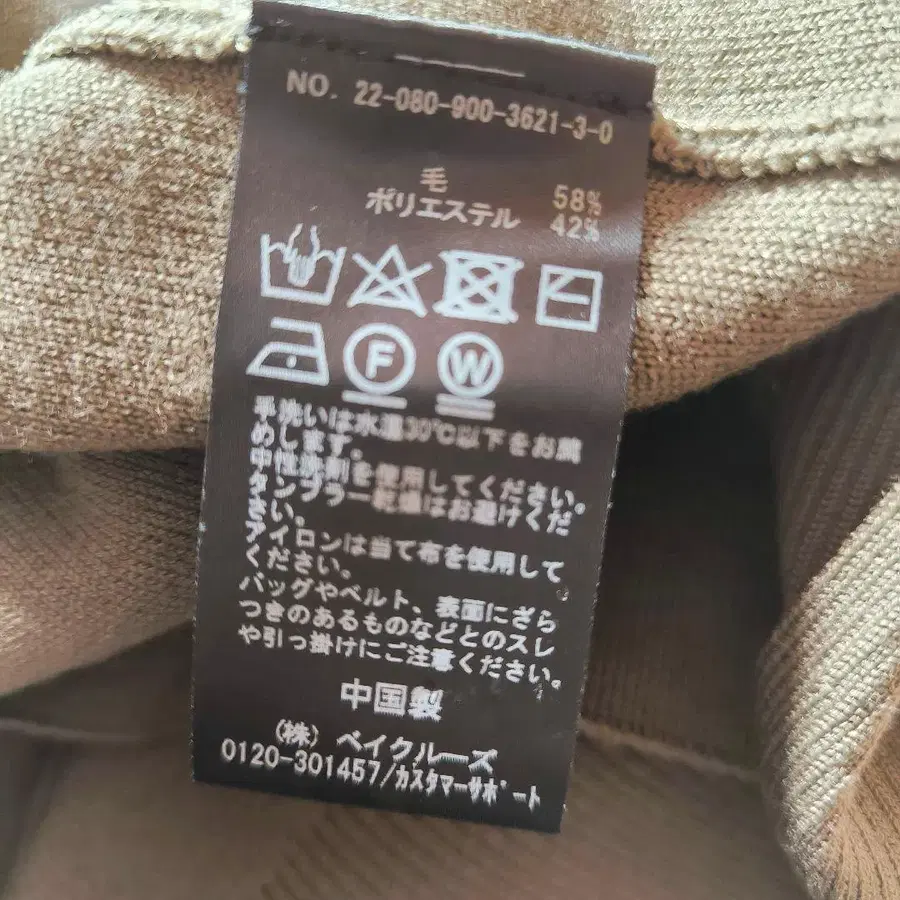 NO. 22-080-900-3621-3-0
毛 58%
ポリエステル 42%
F W
手洗いは水温30℃以下をお薦
めします。
中性洗剤を使用してください。
タンブラー乾燥はお避けくだ
さい。
アイロンは当て布を使用して
ください。
バッグやベルト、表面にざら
つきのあるものなどとのスレ
や引っ掛けにご注意ください。
中国製
(株) ベイクルーズ
0120-301457/カスタマーサポート